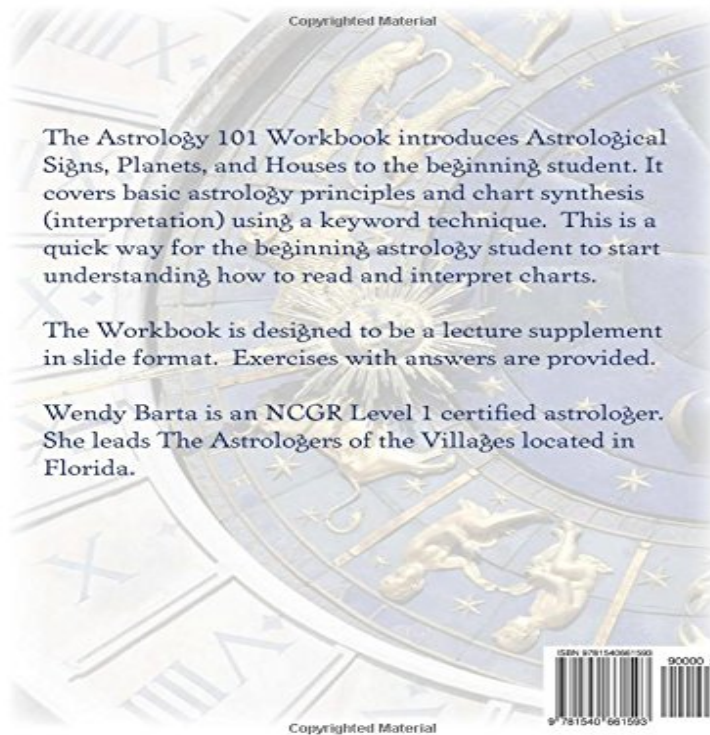 Copyrighted Material
The Astrology 101 Workbook introduces Astrological
Signs, Planets, and Houses to the beginning student. It
covers basic astrology principles and chart synthesis
(interpretation) using a keyword technique. This is a
quick way for the beginning astrology student to start
understanding how to read and interpret charts.
The Workbook is designed to be a lecture supplement
in slide format. Exercises with answers are provided.
Wendy Barta is an NCGR Level 1 certified astrologer.
She leads The Astrologers of the Villages located in
Florida.
ISBN 9781540661593
90000
9 781540 661593
Copyrighted Material